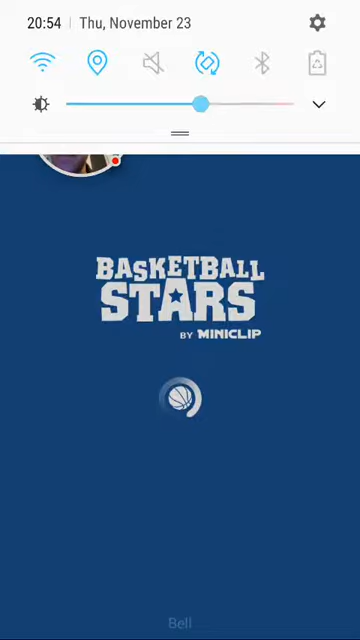 20:54 | Thu, November 23
BASKETBALL
STARS
BY MINICLIP
Bell